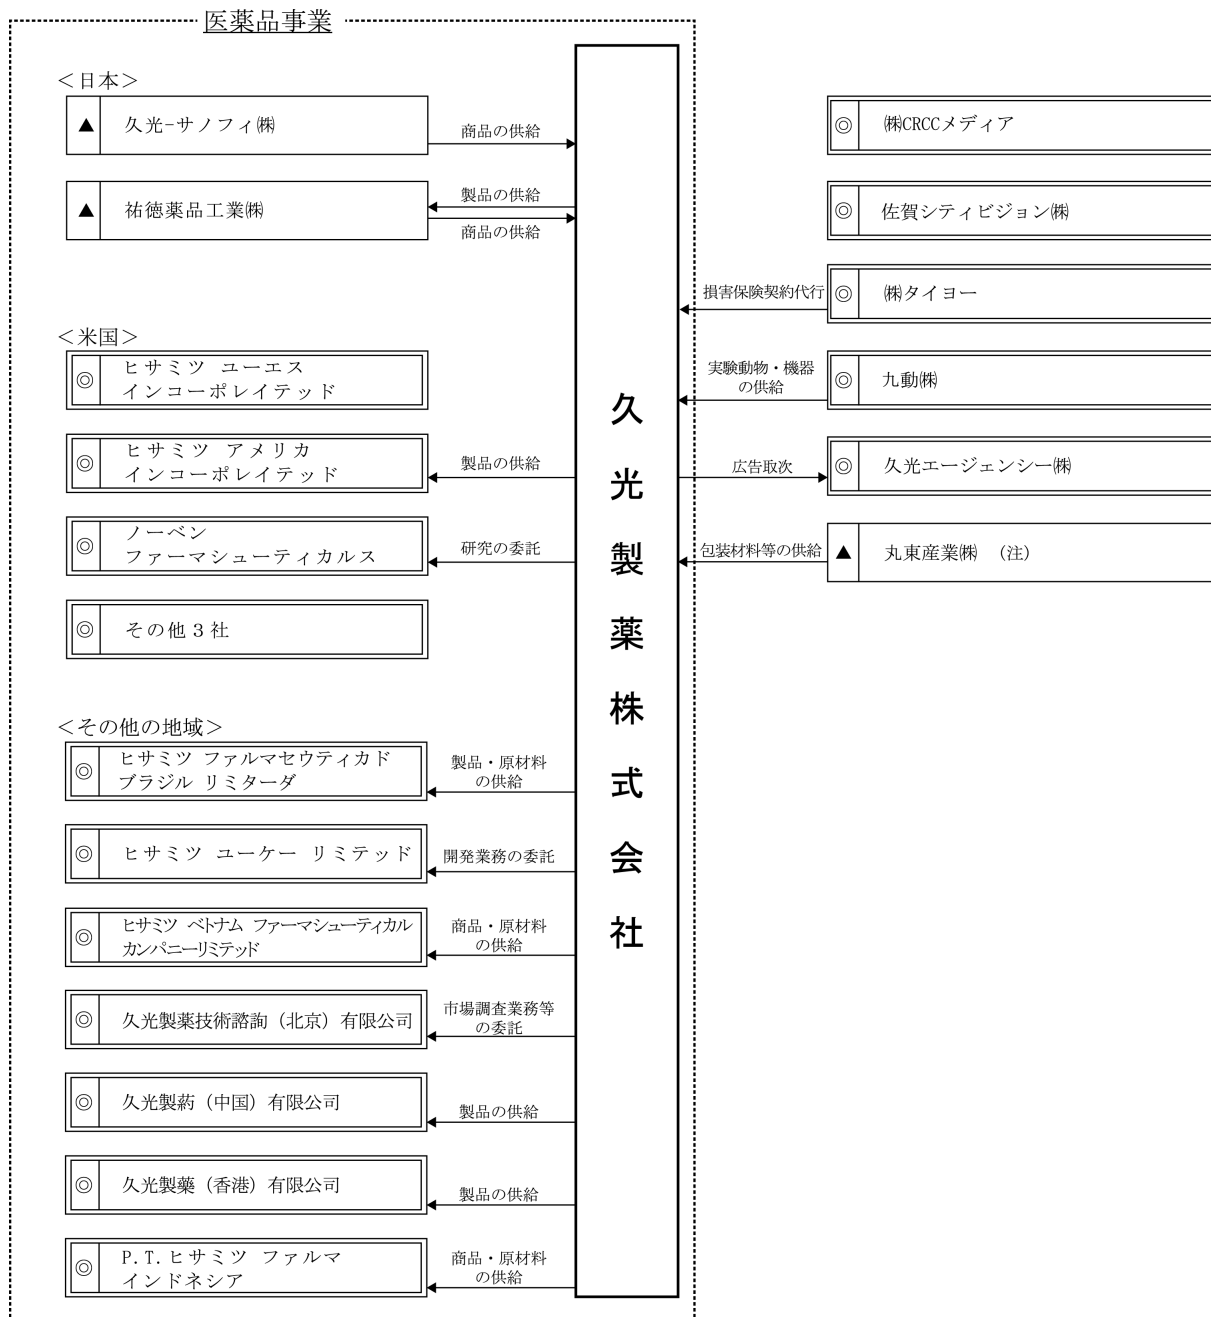 医薬品事業
＜日本＞
▲ 久光－サノフィ㈱
商品の供給
▲ 祐徳薬品工業㈱
製品の供給
商品の供給
＜米国＞
◎ ヒサミツ ユーエス
インコーポレイテッド
◎ ヒサミツ アメリカ
インコーポレイテッド
製品の供給
◎ ノーベン
ファーマシューティカルス
研究の委託
◎ その他３社
＜その他の地域＞
◎ ヒサミツ ファルマセウティカド
ブラジル リミターダ
製品・原材料
の供給
◎ ヒサミツ ユーケー リミテッド
開発業務の委託
◎ ヒサミツ ベトナム ファーマシューティカル
カンパニーリミテッド
商品・原材料
の供給
◎ 久光製薬技術諮詢（北京）有限公司
市場調査業務等
の委託
◎ 久光製葯（中国）有限公司
製品の供給
◎ 久光製藥（香港）有限公司
製品の供給
◎ P.T.ヒサミツ ファルマ
インドネシア
商品・原材料
の供給
久光製薬株式会社
◎ ㈱CRCCメディア
◎ 佐賀シティビジョン㈱
損害保険契約代行
◎ ㈱タイヨー
実験動物・機器
の供給
◎ 九動㈱
広告取次
◎ 久光エージェンシー㈱
包装材料等の供給
▲ 丸東産業㈱ （注）